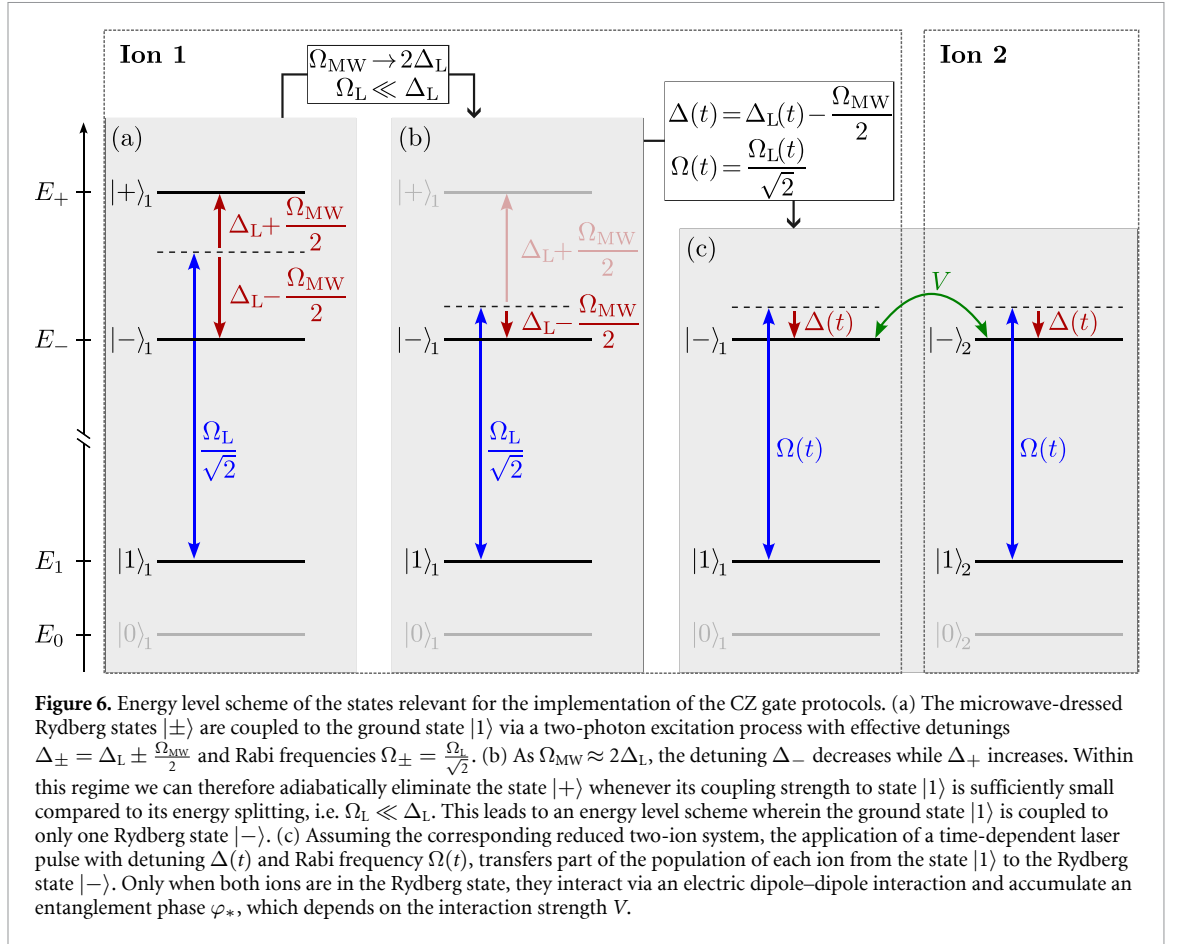 Ion 1
Ion 2
Ω_MW → 2Δ_L
Ω_L ≪ Δ_L
Δ(t) = Δ_L(t) − Ω_MW/2
Ω(t) = Ω_L(t)/√2
(a)
(b)
(c)
E_+
E_−
E_1
E_0
|+⟩_1
Δ_L + Ω_MW/2
Δ_L − Ω_MW/2
|−⟩_1
Ω_L/√2
|1⟩_1
|0⟩_1
|+⟩_1
Δ_L + Ω_MW/2
Δ_L − Ω_MW/2
|−⟩_1
Ω_L/√2
|1⟩_1
|0⟩_1
V
Δ(t)
|−⟩_1
Ω(t)
|1⟩_1
|0⟩_1
Δ(t)
|−⟩_2
Ω(t)
|1⟩_2
|0⟩_2
Figure 6. Energy level scheme of the states relevant for the implementation of the CZ gate protocols. (a) The microwave-dressed
Rydberg states |±⟩ are coupled to the ground state |1⟩ via a two-photon excitation process with effective detunings
Δ_± = Δ_L ± Ω_MW/2 and Rabi frequencies Ω_± = Ω_L/√2. (b) As Ω_MW ≈ 2Δ_L, the detuning Δ_− decreases while Δ_+ increases. Within
this regime we can therefore adiabatically eliminate the state |+⟩ whenever its coupling strength to state |1⟩ is sufficiently small
compared to its energy splitting, i.e. Ω_L ≪ Δ_L. This leads to an energy level scheme wherein the ground state |1⟩ is coupled to
only one Rydberg state |−⟩. (c) Assuming the corresponding reduced two-ion system, the application of a time-dependent laser
pulse with detuning Δ(t) and Rabi frequency Ω(t), transfers part of the population of each ion from the state |1⟩ to the Rydberg
state |−⟩. Only when both ions are in the Rydberg state, they interact via an electric dipole–dipole interaction and accumulate an
entanglement phase φ_*, which depends on the interaction strength V.